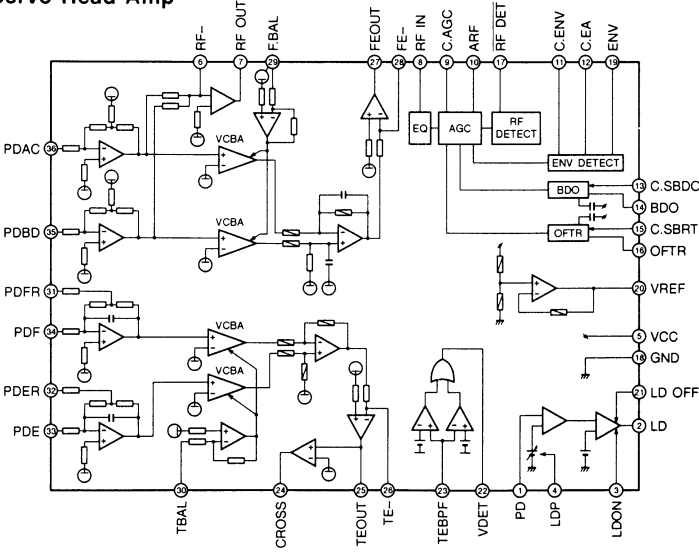 Servo Head Amp
RF-
RF OUT
F.BAL
FEOUT
FE-
RF IN
C.AGC
ARF
RF DET
C.ENV
C.EA
ENV
6
7
29
27
28
8
9
10
17
11
12
19
PDAC 36
VCBA
EQ
AGC
RF DETECT
ENV DETECT
13 C.SBDO
BDO
14 BDO
PDBD 35
VCBA
15 C.SBRT
OFTR
16 OFTR
PDFR 31
20 VREF
PDF 34
VCBA
5 VCC
18 GND
VCBA
PDER 32
21 LD OFF
2 LD
PDE 33
30
24
25
26
23
22
1
4
3
TBAL
CROSS
TEOUT
TE-
TEBPF
VDET
PD
LDP
LDON